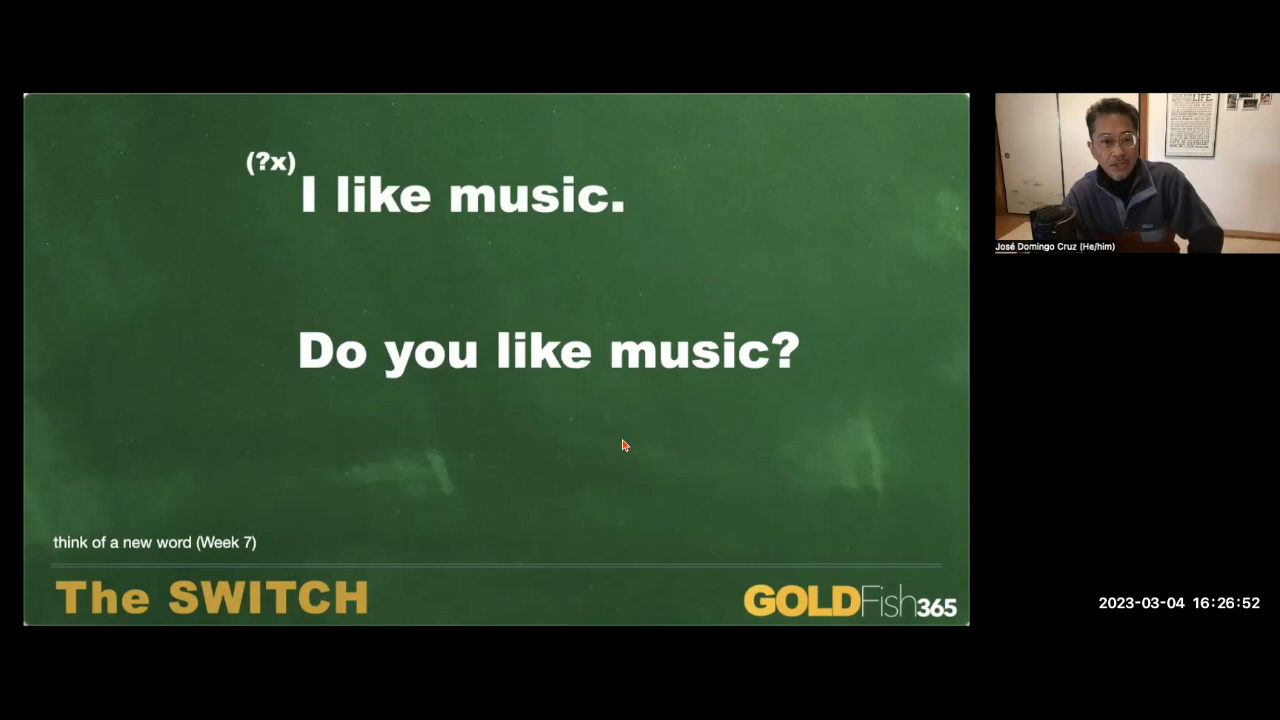 (?x)
I like music.
Do you like music?
think of a new word (Week 7)
The SWITCH
GOLDFish365
LIFE.
José Domingo Cruz (He/him)
2023-03-04 16:26:52